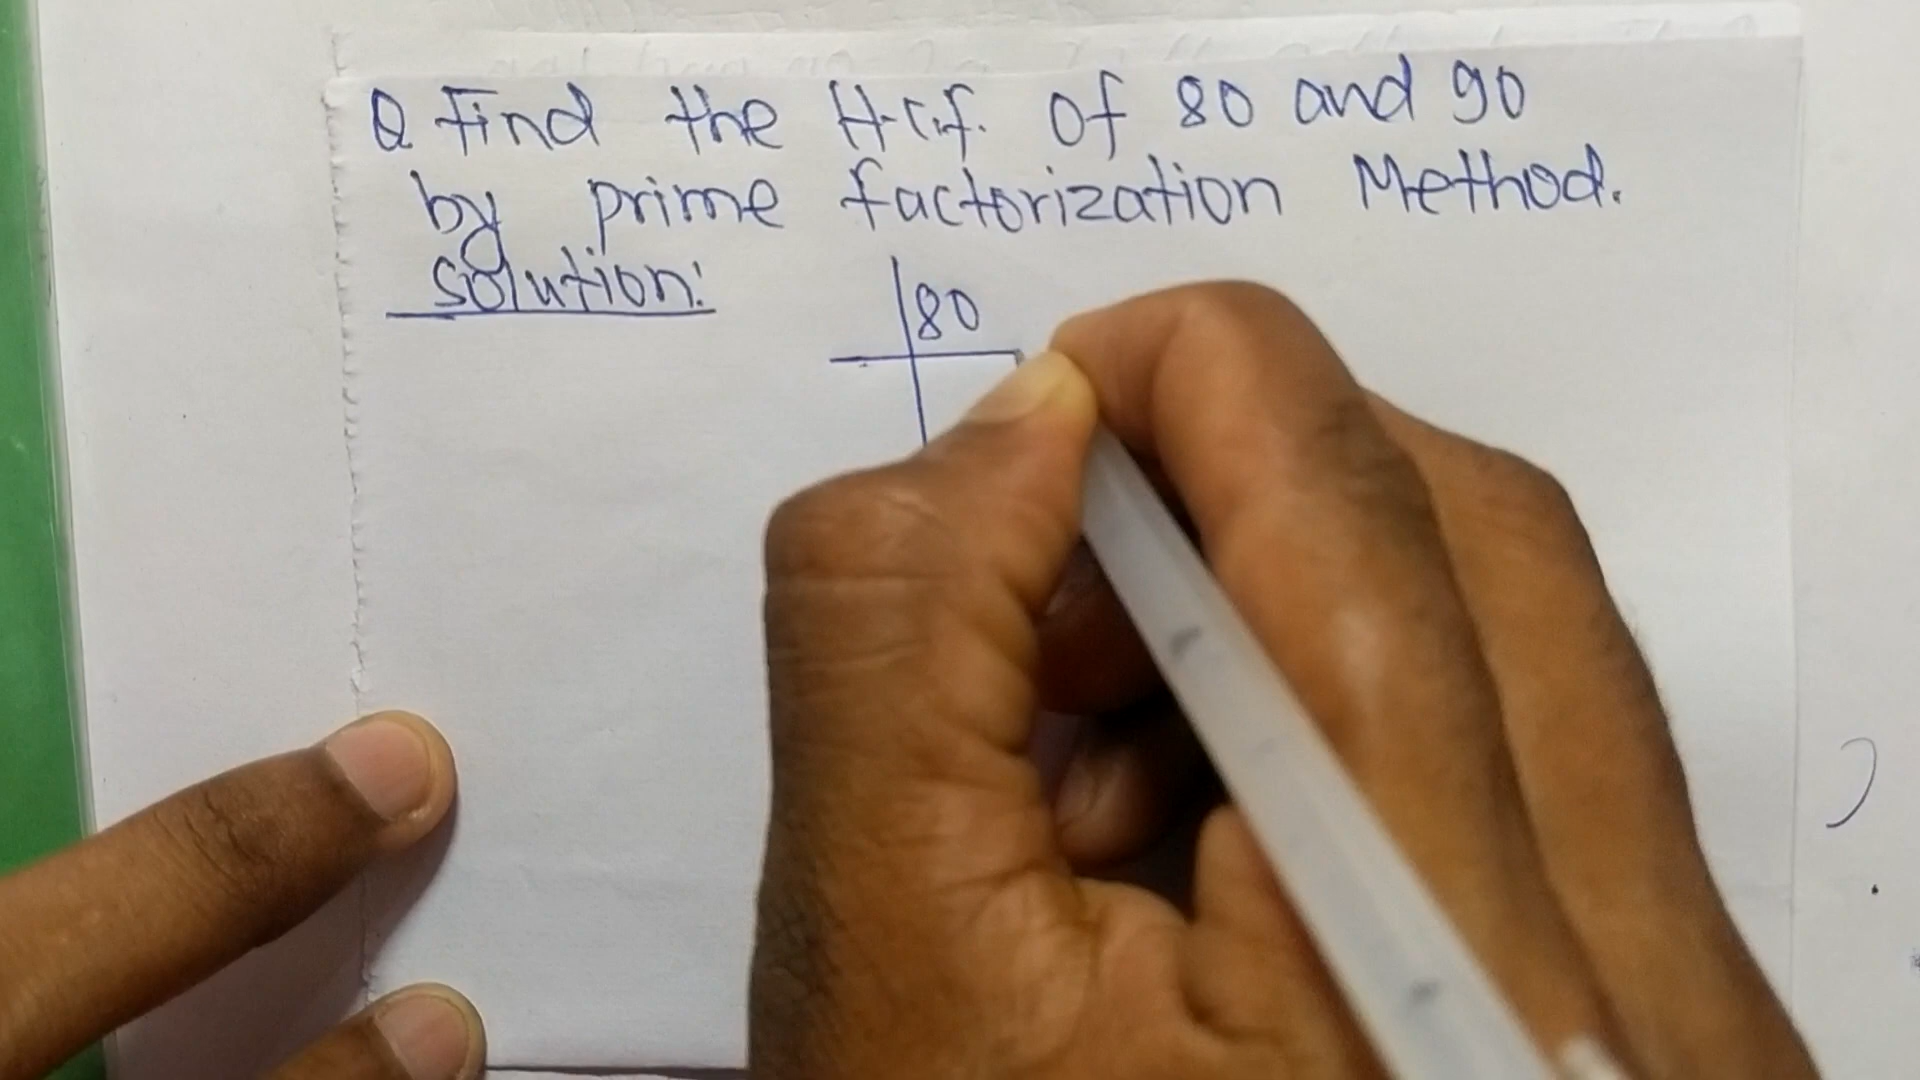 Q Find the H.C.f. of 80 and 90
by prime factorization Method.
Solution:
80